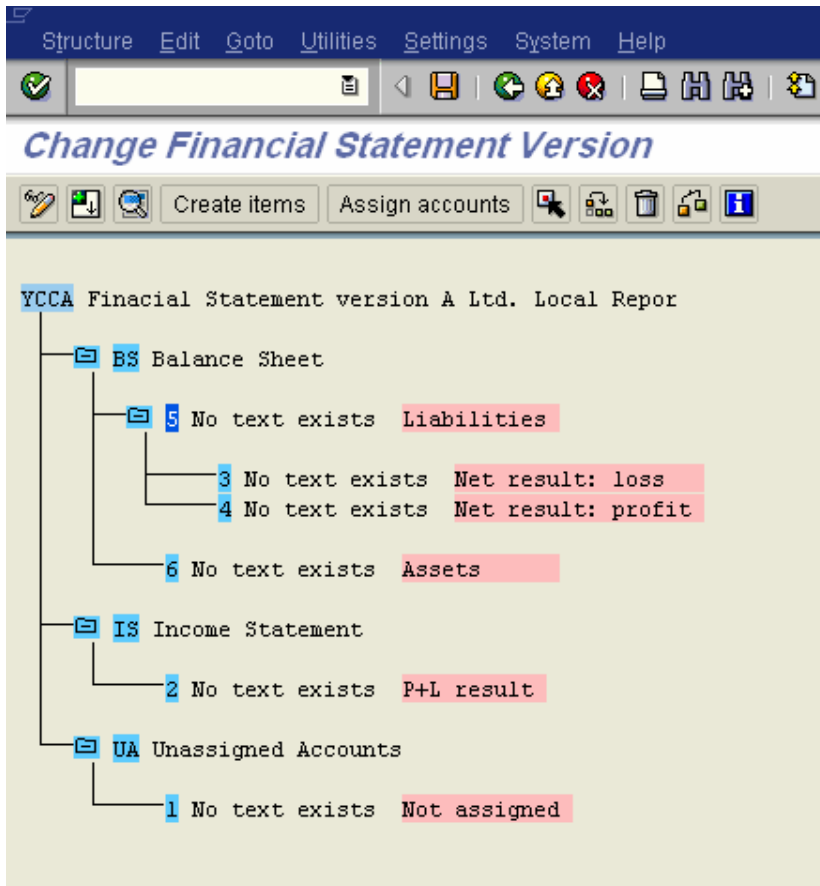 Structure Edit Goto Utilities Settings System Help
Change Financial Statement Version
Create items Assign accounts
YCCA Finacial Statement version A Ltd. Local Repor
BS Balance Sheet
5 No text exists Liabilities
3 No text exists Net result: loss
4 No text exists Net result: profit
6 No text exists Assets
IS Income Statement
2 No text exists P+L result
UA Unassigned Accounts
1 No text exists Not assigned